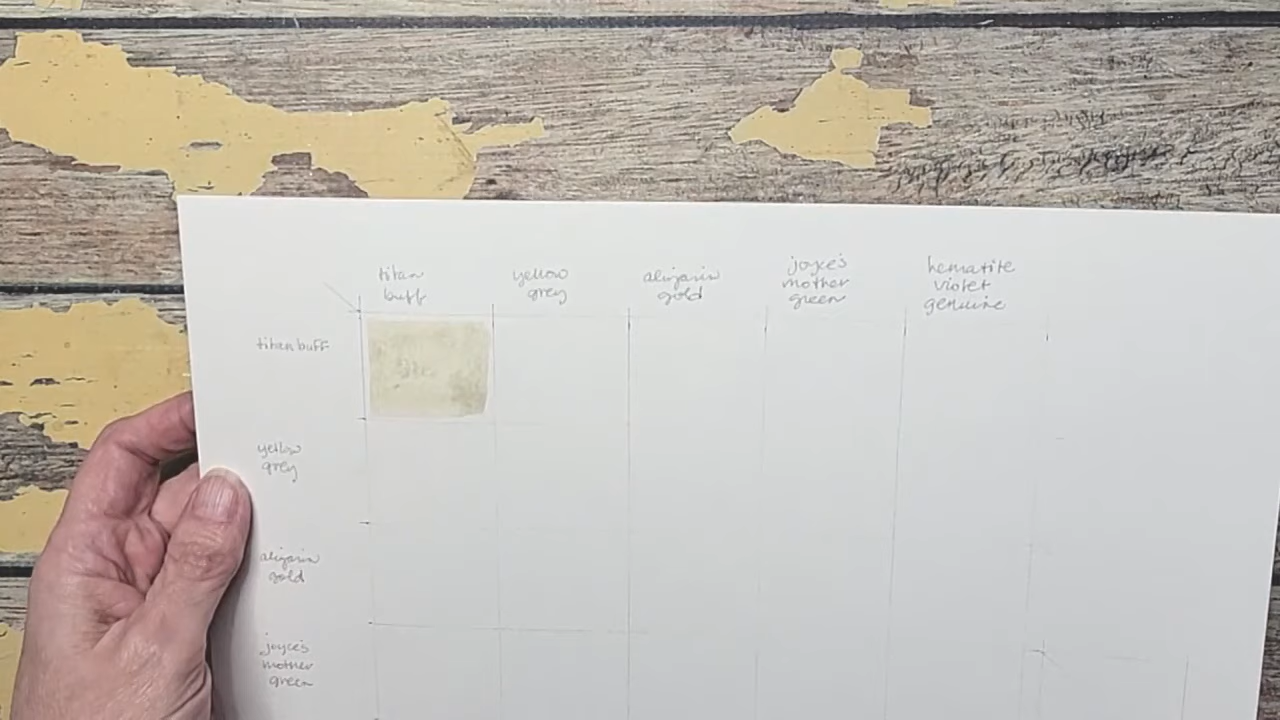 titan
buff
yellow
grey
alizarin
gold
joyce's
mother
green
hematite
violet
genuine
titan buff
yellow
grey
alizarin
gold
joyce's
mother
green